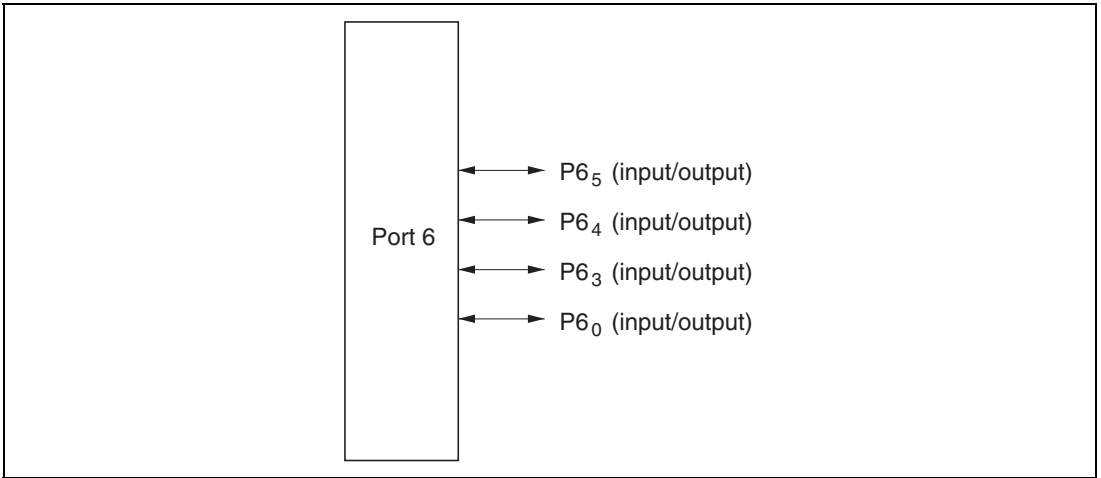 P6₅ (input/output)
P6₄ (input/output)
Port 6
P6₃ (input/output)
P6₀ (input/output)